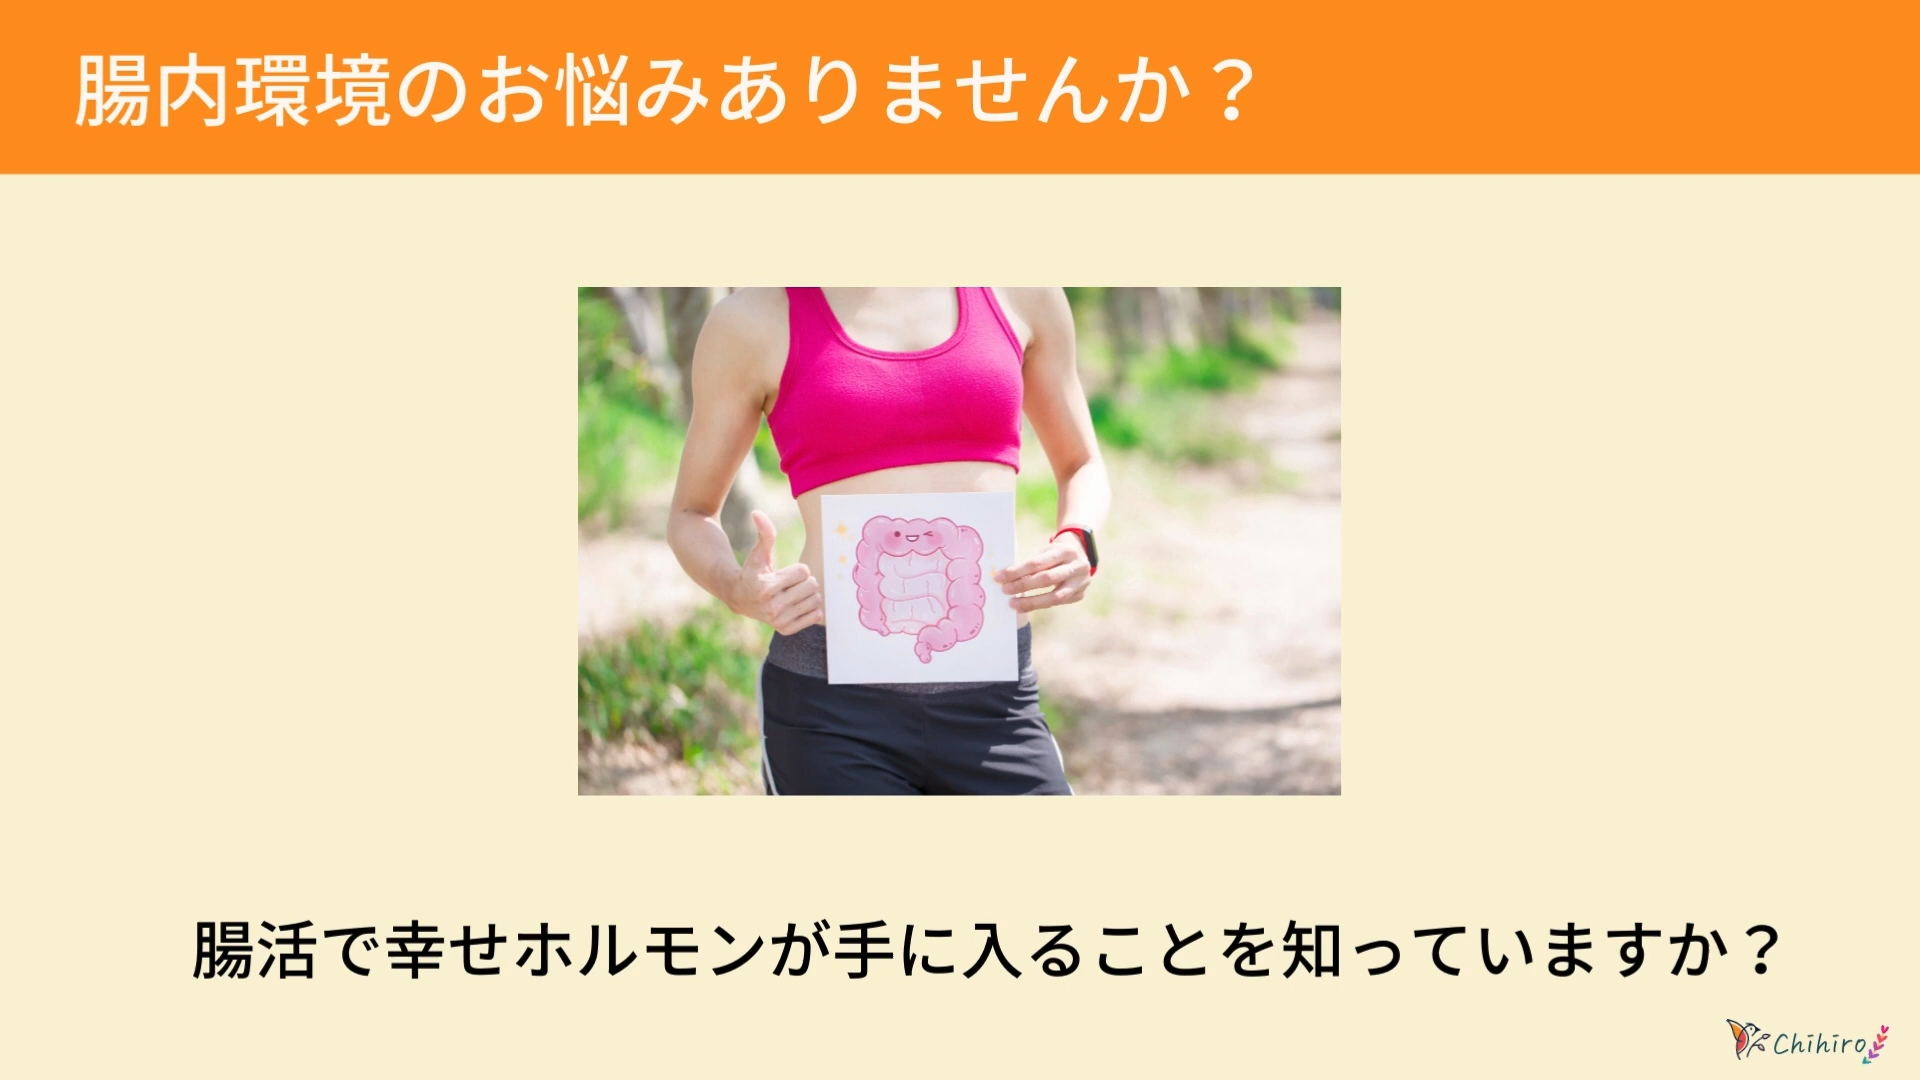 腸内環境のお悩みありませんか？
腸活で幸せホルモンが手に入ることを知っていますか？
Chihiro